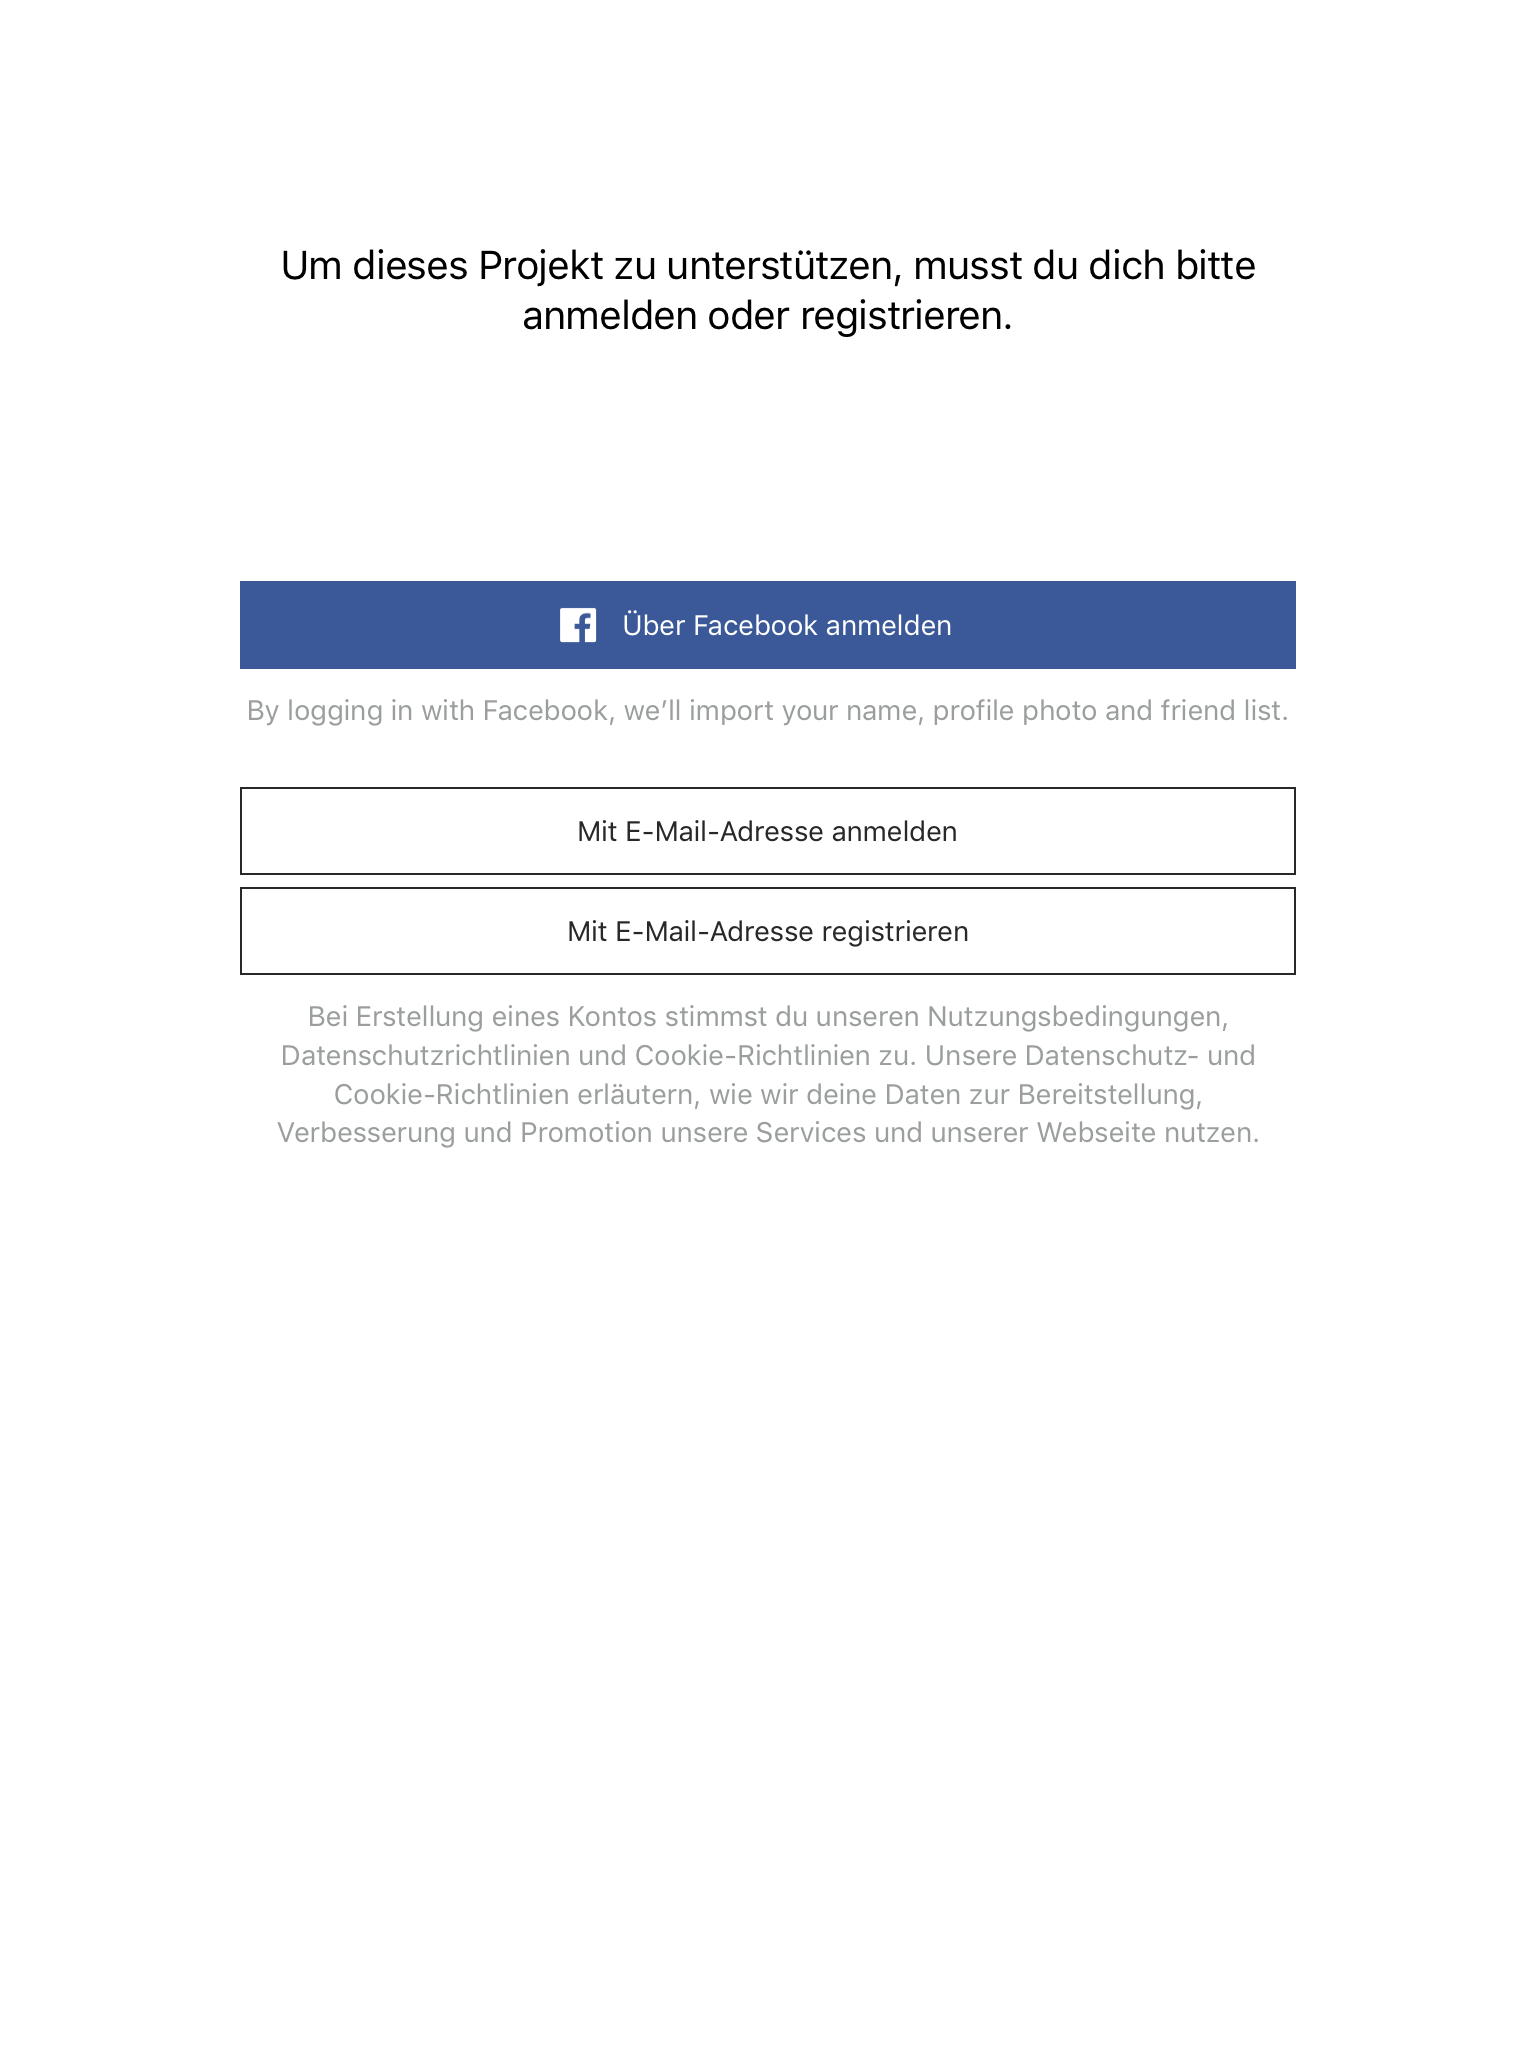 Um dieses Projekt zu unterstützen, musst du dich bitte
anmelden oder registrieren.
Über Facebook anmelden
By logging in with Facebook, we’ll import your name, profile photo and friend list.
Mit E-Mail-Adresse anmelden
Mit E-Mail-Adresse registrieren
Bei Erstellung eines Kontos stimmst du unseren Nutzungsbedingungen,
Datenschutzrichtlinien und Cookie-Richtlinien zu. Unsere Datenschutz- und
Cookie-Richtlinien erläutern, wie wir deine Daten zur Bereitstellung,
Verbesserung und Promotion unsere Services und unserer Webseite nutzen.